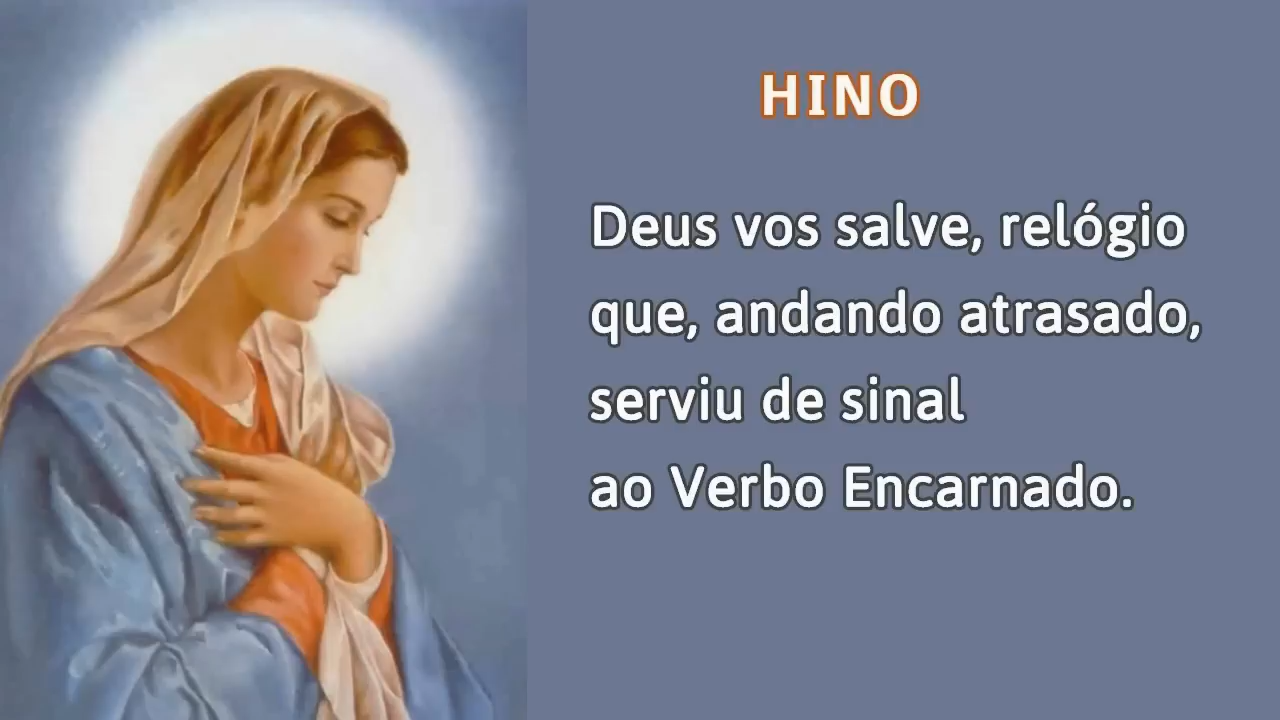 HINO
Deus vos salve, relógio
que, andando atrasado,
serviu de sinal
ao Verbo Encarnado.